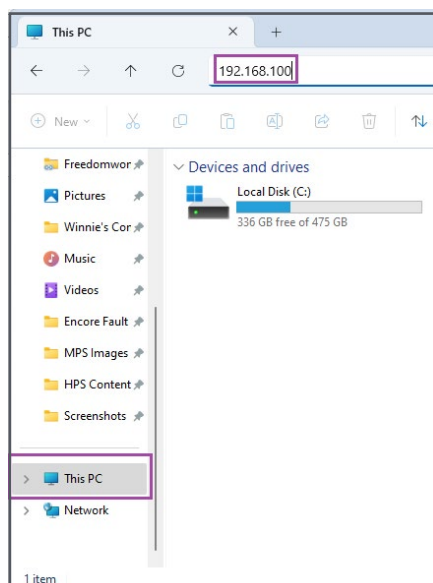 This PC
192.168.100
New
Freedomwor
Devices and drives
Pictures
Local Disk (C:)
Winnie's Cor
336 GB free of 475 GB
Music
Videos
Encore Fault
MPS Images
HPS Content
Screenshots
This PC
Network
1 item